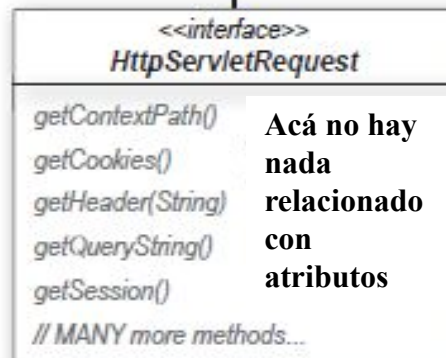 <<interface>>
HttpServletRequest
getContextPath()
getCookies()
getHeader(String)
getQueryString()
getSession()
// MANY more methods...
Acá no hay
nada
relacionado
con
atributos